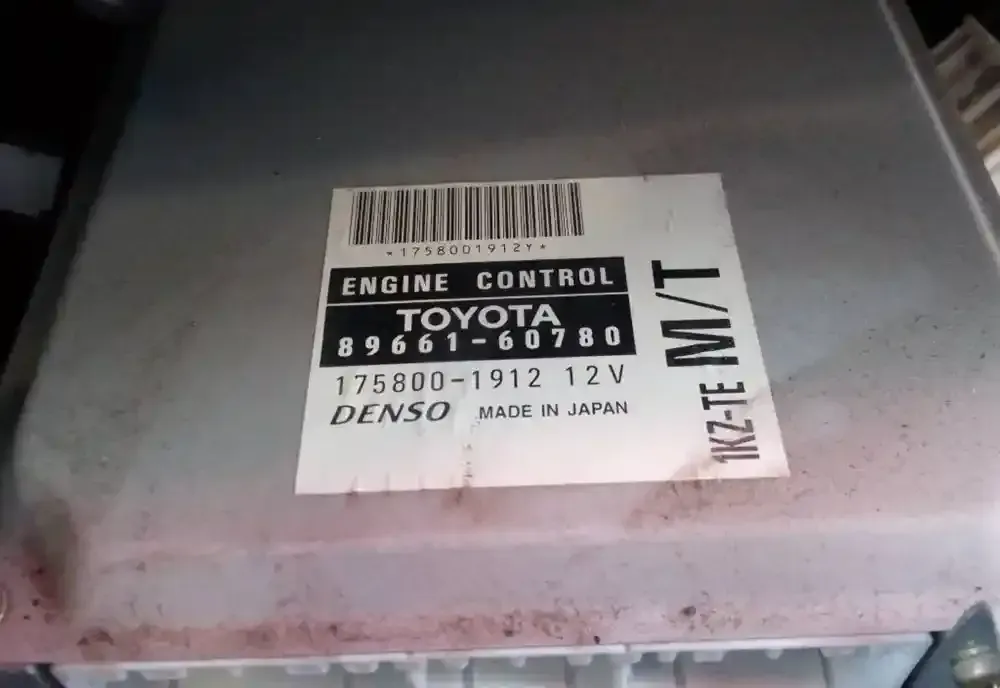 *1758001912Y*
ENGINE CONTROL
TOYOTA
89661-60780
175800-1912 12V
DENSO MADE IN JAPAN
1KZ-TE M/T